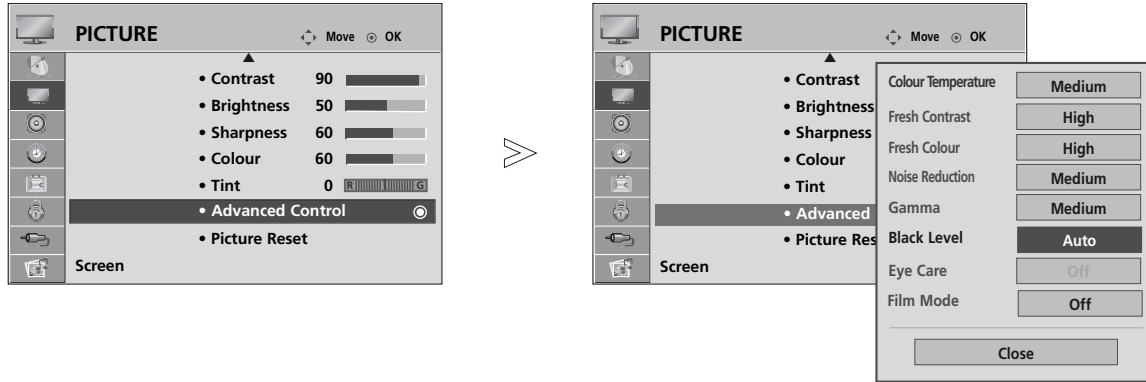 PICTURE
Move
OK
• Contrast 90
• Brightness 50
• Sharpness 60
• Colour 60
• Tint 0 R G
• Advanced Control
• Picture Reset
Screen
PICTURE
Move
OK
• Contrast
• Brightness
• Sharpness
• Colour
• Tint
• Advanced
• Picture Res
Screen
Colour Temperature Medium
Fresh Contrast High
Fresh Colour High
Noise Reduction Medium
Gamma Medium
Black Level Auto
Eye Care Off
Film Mode Off
Close